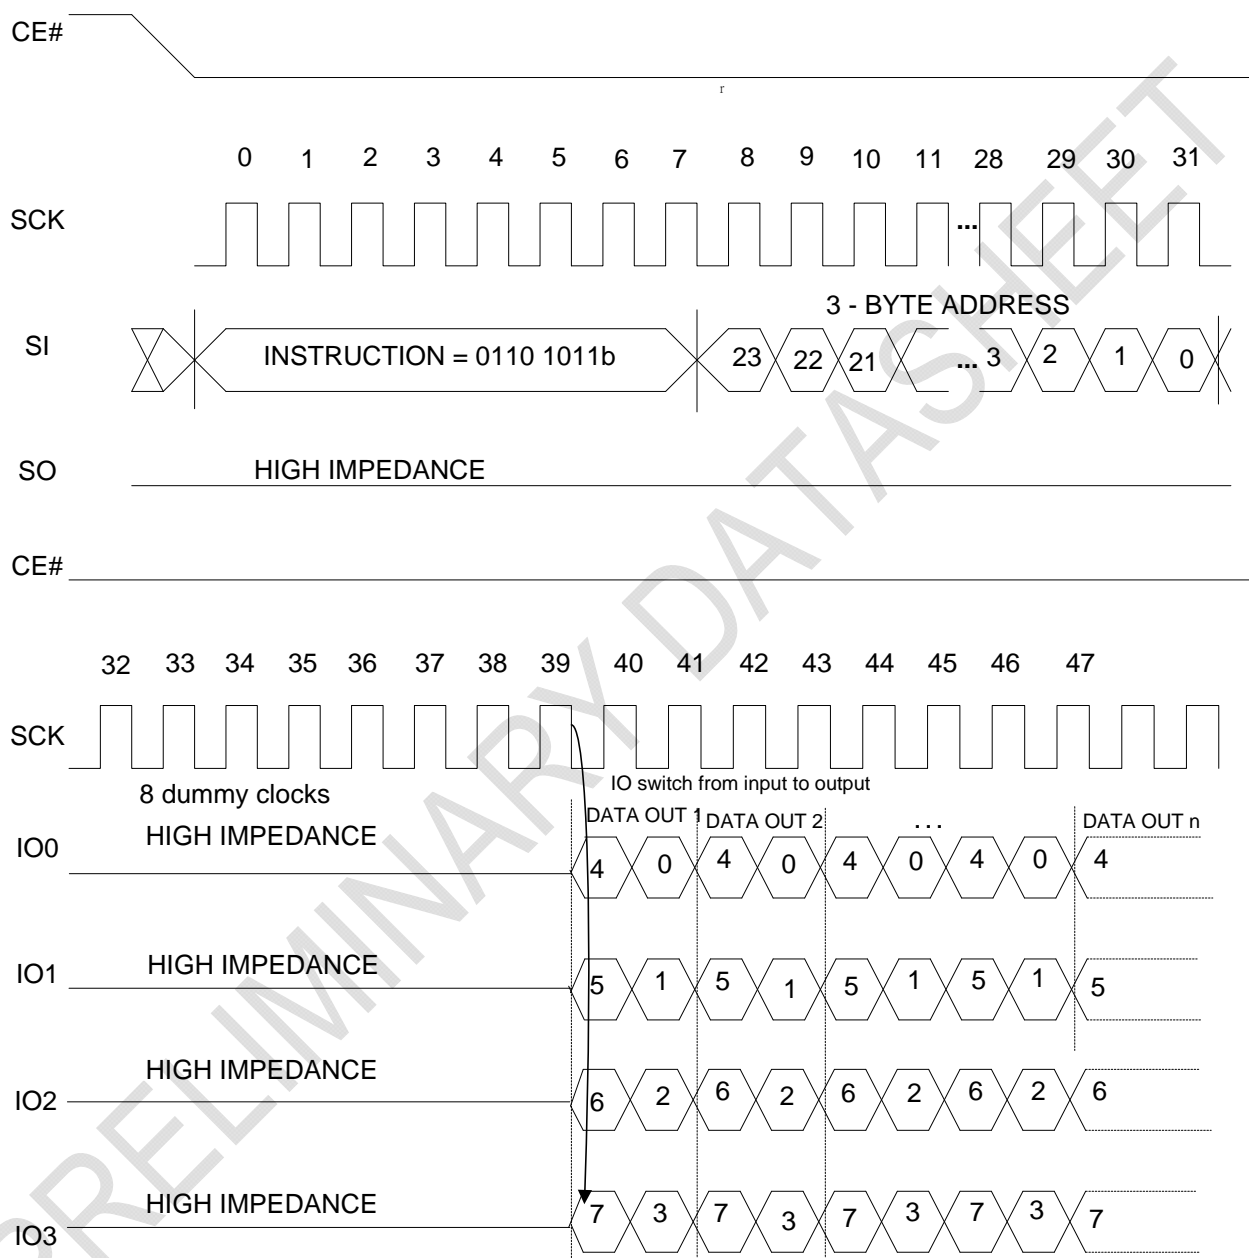 CE#
r
0 1 2 3 4 5 6 7 8 9 10 11 28 29 30 31
SCK ...
3 - BYTE ADDRESS
SI INSTRUCTION = 0110 1011b 23 22 21 ... 3 2 1 0
SO HIGH IMPEDANCE
CE#
32 33 34 35 36 37 38 39 40 41 42 43 44 45 46 47
SCK
IO switch from input to output
8 dummy clocks
DATA OUT 1 DATA OUT 2 ... DATA OUT n
HIGH IMPEDANCE
IO0 4 0 4 0 4 0 4 0 4
HIGH IMPEDANCE
IO1 5 1 5 1 5 1 5 1 5
HIGH IMPEDANCE
IO2 6 2 6 2 6 2 6 2 6
HIGH IMPEDANCE
IO3 7 3 7 3 7 3 7 3 7
PRELIMINARY DATASHEET